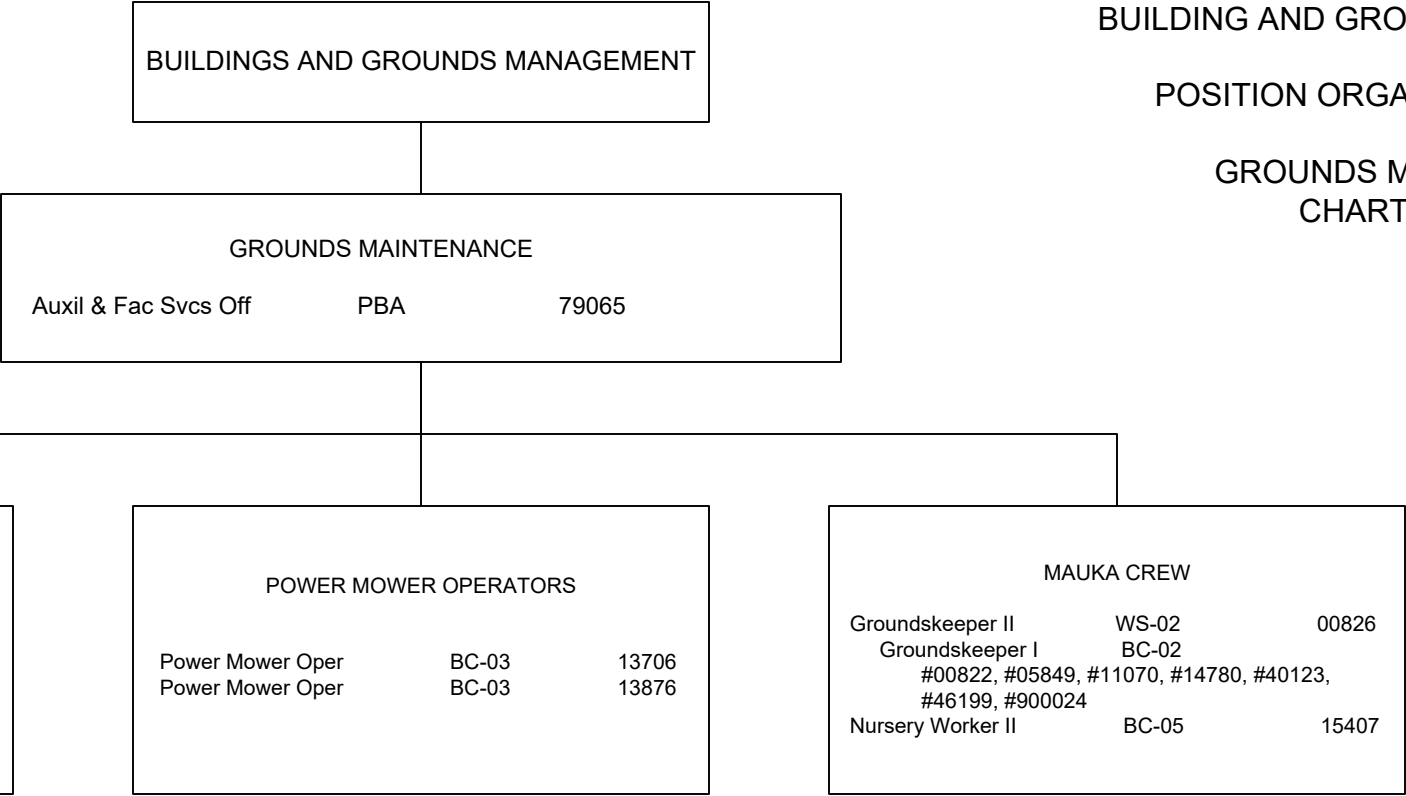 BUILDING AND GRO
POSITION ORGA
GROUNDS M
CHART
BUILDINGS AND GROUNDS MANAGEMENT
GROUNDS MAINTENANCE
Auxil & Fac Svcs Off PBA 79065
POWER MOWER OPERATORS
Power Mower Oper BC-03 13706
Power Mower Oper BC-03 13876
MAUKA CREW
Groundskeeper II WS-02 00826
Groundskeeper I BC-02
#00822, #05849, #11070, #14780, #40123,
#46199, #900024
Nursery Worker II BC-05 15407